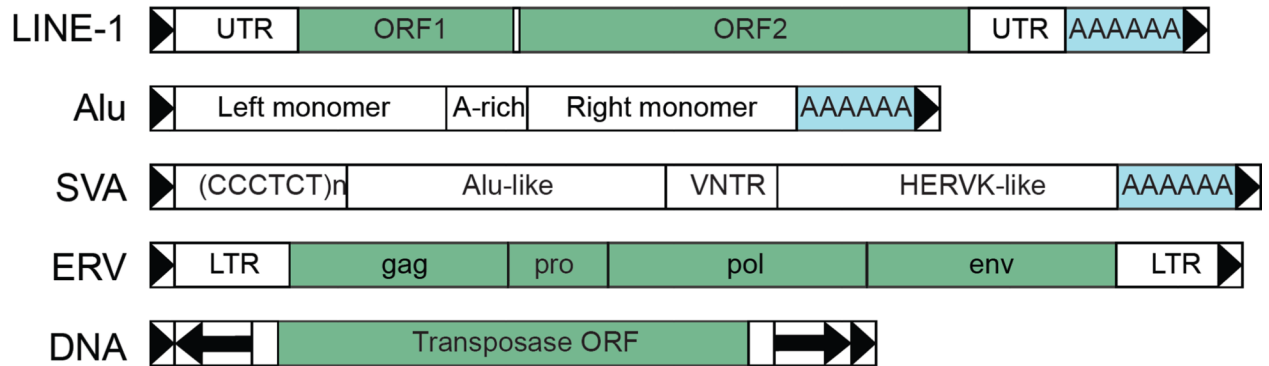 LINE-1 UTR ORF1 ORF2 UTR AAAAAA
Alu Left monomer A-rich Right monomer AAAAAA
SVA (CCCTCT)n Alu-like VNTR HERVK-like AAAAAA
ERV LTR gag pro pol env LTR
DNA Transposase ORF